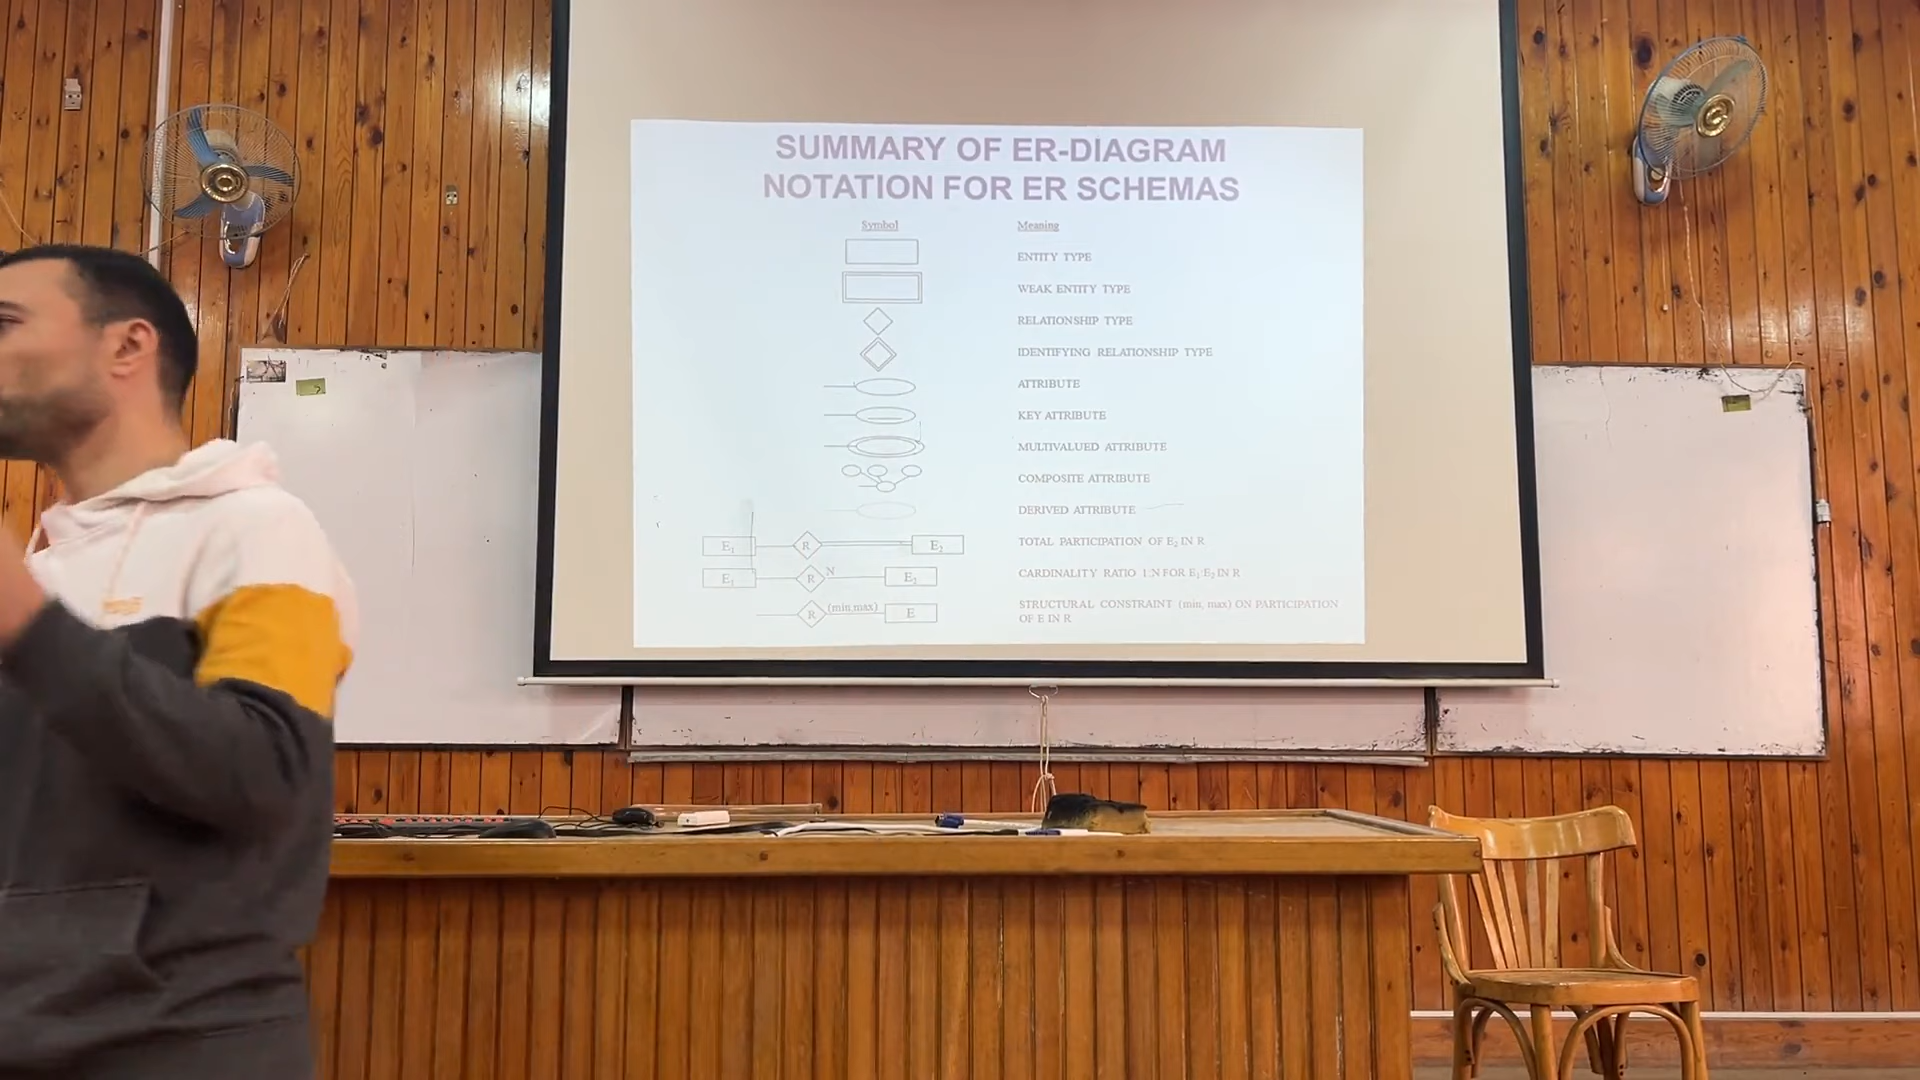 SUMMARY OF ER-DIAGRAM
NOTATION FOR ER SCHEMAS
Symbol Meaning
ENTITY TYPE
WEAK ENTITY TYPE
RELATIONSHIP TYPE
IDENTIFYING RELATIONSHIP TYPE
ATTRIBUTE
KEY ATTRIBUTE
MULTIVALUED ATTRIBUTE
COMPOSITE ATTRIBUTE
DERIVED ATTRIBUTE
E₁ R E₂ TOTAL PARTICIPATION OF E₂ IN R
E₁ R N E₂ CARDINALITY RATIO 1:N FOR E₁:E₂ IN R
R (min,max) E STRUCTURAL CONSTRAINT (min, max) ON PARTICIPATION
OF E IN R